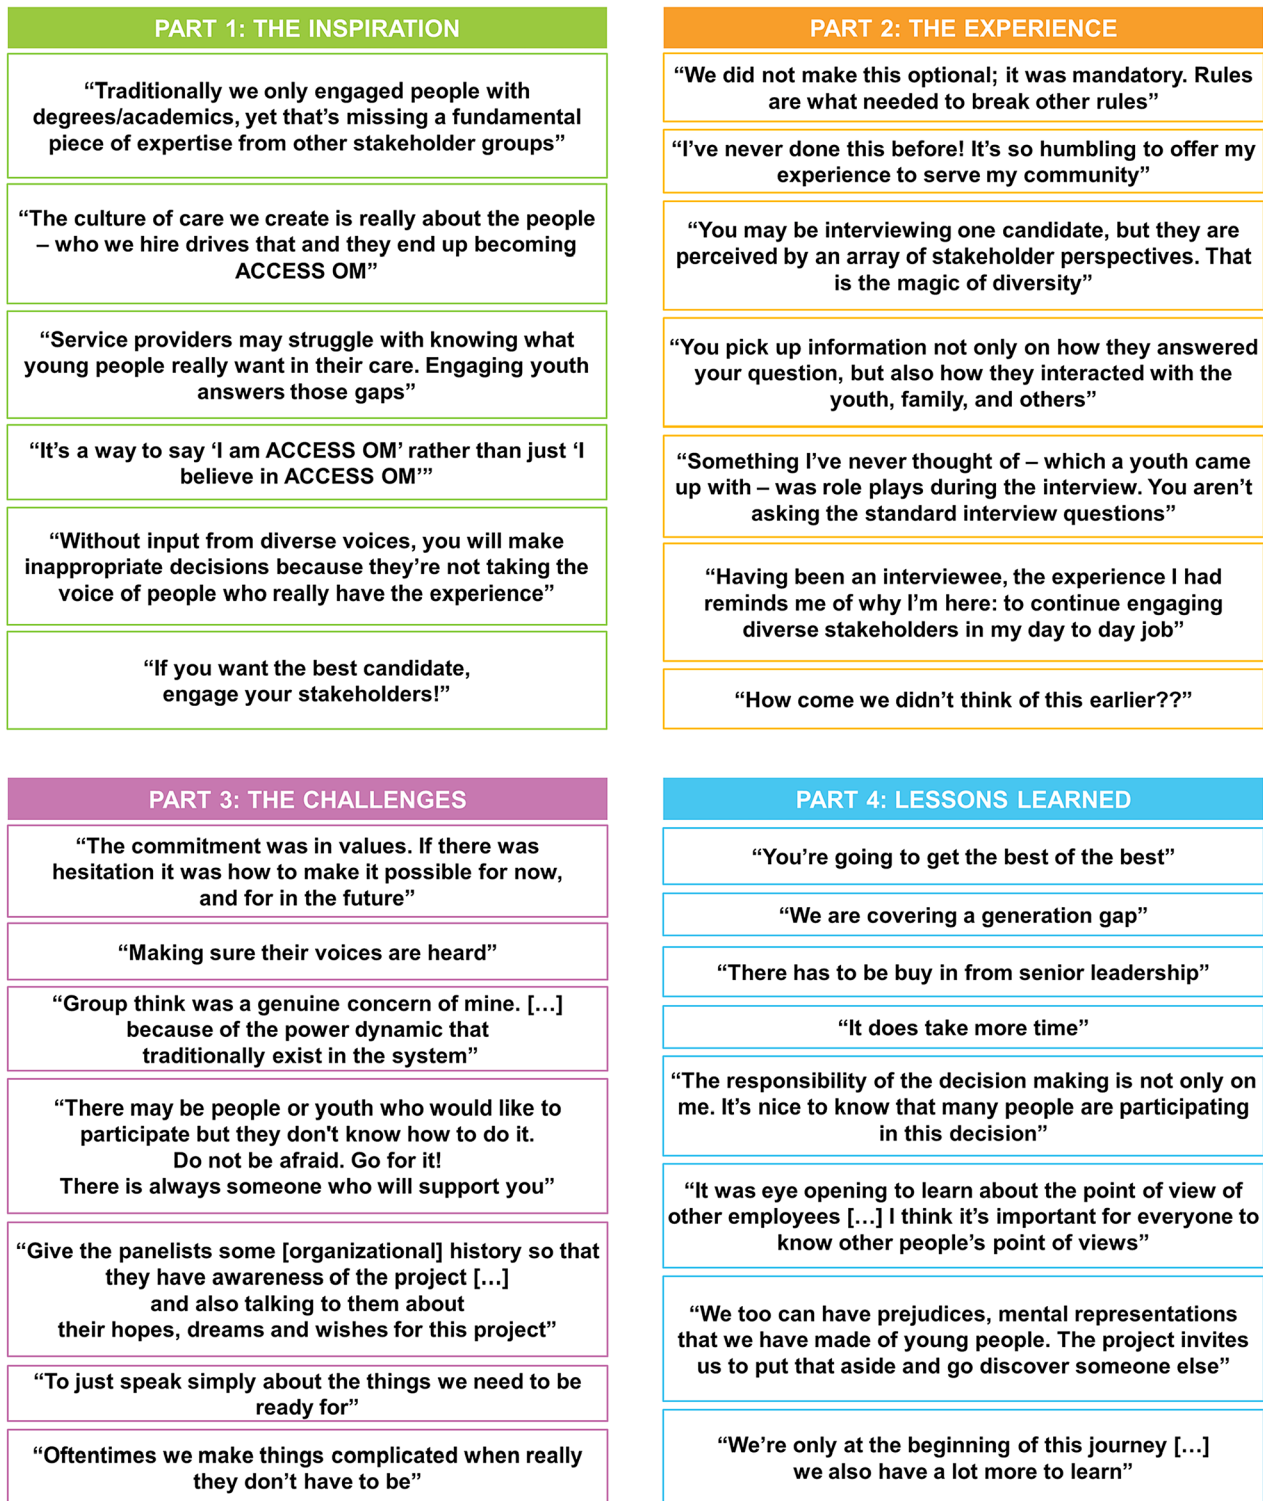 PART 1: THE INSPIRATION
“Traditionally we only engaged people with
degrees/academics, yet that’s missing a fundamental
piece of expertise from other stakeholder groups”
“The culture of care we create is really about the people
– who we hire drives that and they end up becoming
ACCESS OM”
“Service providers may struggle with knowing what
young people really want in their care. Engaging youth
answers those gaps”
“It’s a way to say ‘I am ACCESS OM’ rather than just ‘I
believe in ACCESS OM’”
“Without input from diverse voices, you will make
inappropriate decisions because they’re not taking the
voice of people who really have the experience”
“If you want the best candidate,
engage your stakeholders!”
PART 2: THE EXPERIENCE
“We did not make this optional; it was mandatory. Rules
are what needed to break other rules”
“I’ve never done this before! It’s so humbling to offer my
experience to serve my community”
“You may be interviewing one candidate, but they are
perceived by an array of stakeholder perspectives. That
is the magic of diversity”
“You pick up information not only on how they answered
your question, but also how they interacted with the
youth, family, and others”
“Something I’ve never thought of – which a youth came
up with – was role plays during the interview. You aren’t
asking the standard interview questions”
“Having been an interviewee, the experience I had
reminds me of why I’m here: to continue engaging
diverse stakeholders in my day to day job”
“How come we didn’t think of this earlier??”
PART 3: THE CHALLENGES
“The commitment was in values. If there was
hesitation it was how to make it possible for now,
and for in the future”
“Making sure their voices are heard”
“Group think was a genuine concern of mine. […]
because of the power dynamic that
traditionally exist in the system”
“There may be people or youth who would like to
participate but they don't know how to do it.
Do not be afraid. Go for it!
There is always someone who will support you”
“Give the panelists some [organizational] history so that
they have awareness of the project […]
and also talking to them about
their hopes, dreams and wishes for this project”
“To just speak simply about the things we need to be
ready for”
“Oftentimes we make things complicated when really
they don’t have to be”
PART 4: LESSONS LEARNED
“You’re going to get the best of the best”
“We are covering a generation gap”
“There has to be buy in from senior leadership”
“It does take more time”
“The responsibility of the decision making is not only on
me. It’s nice to know that many people are participating
in this decision”
“It was eye opening to learn about the point of view of
other employees […] I think it’s important for everyone to
know other people’s point of views”
“We too can have prejudices, mental representations
that we have made of young people. The project invites
us to put that aside and go discover someone else”
“We’re only at the beginning of this journey […]
we also have a lot more to learn”